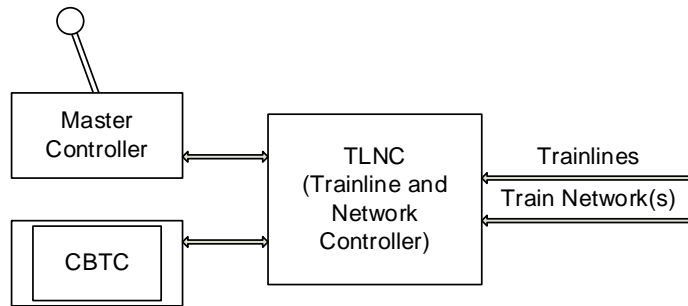 Master
Controller
TLNC
(Trainline and
Network
Controller)
Trainlines
Train Network(s)
CBTC